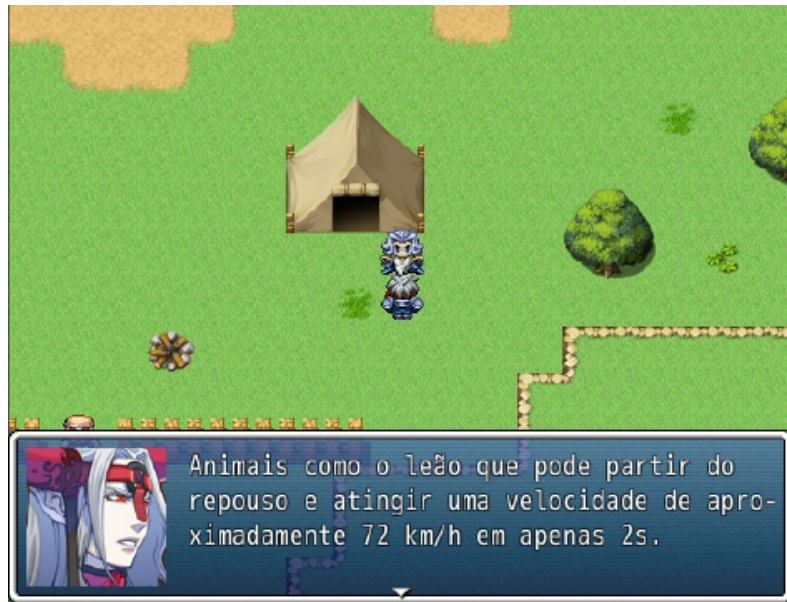 Animais como o leão que pode partir do
repouso e atingir uma velocidade de apro-
ximadamente 72 km/h em apenas 2s.